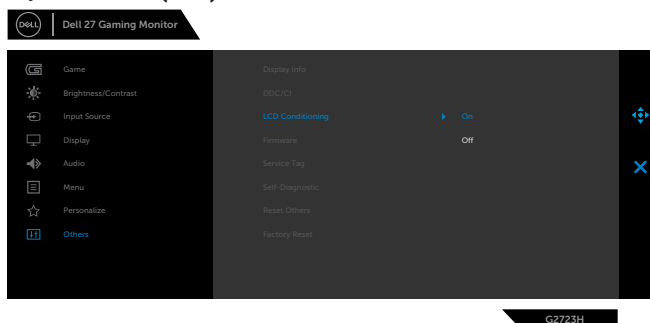 DELL
Dell 27 Gaming Monitor
Game
Display Info
Brightness/Contrast
DDC/CI
Input Source
LCD Conditioning
On
Display
Firmware
Off
Audio
Service Tag
Menu
Self-Diagnostic
Personalize
Reset Others
Others
Factory Reset
G2723H